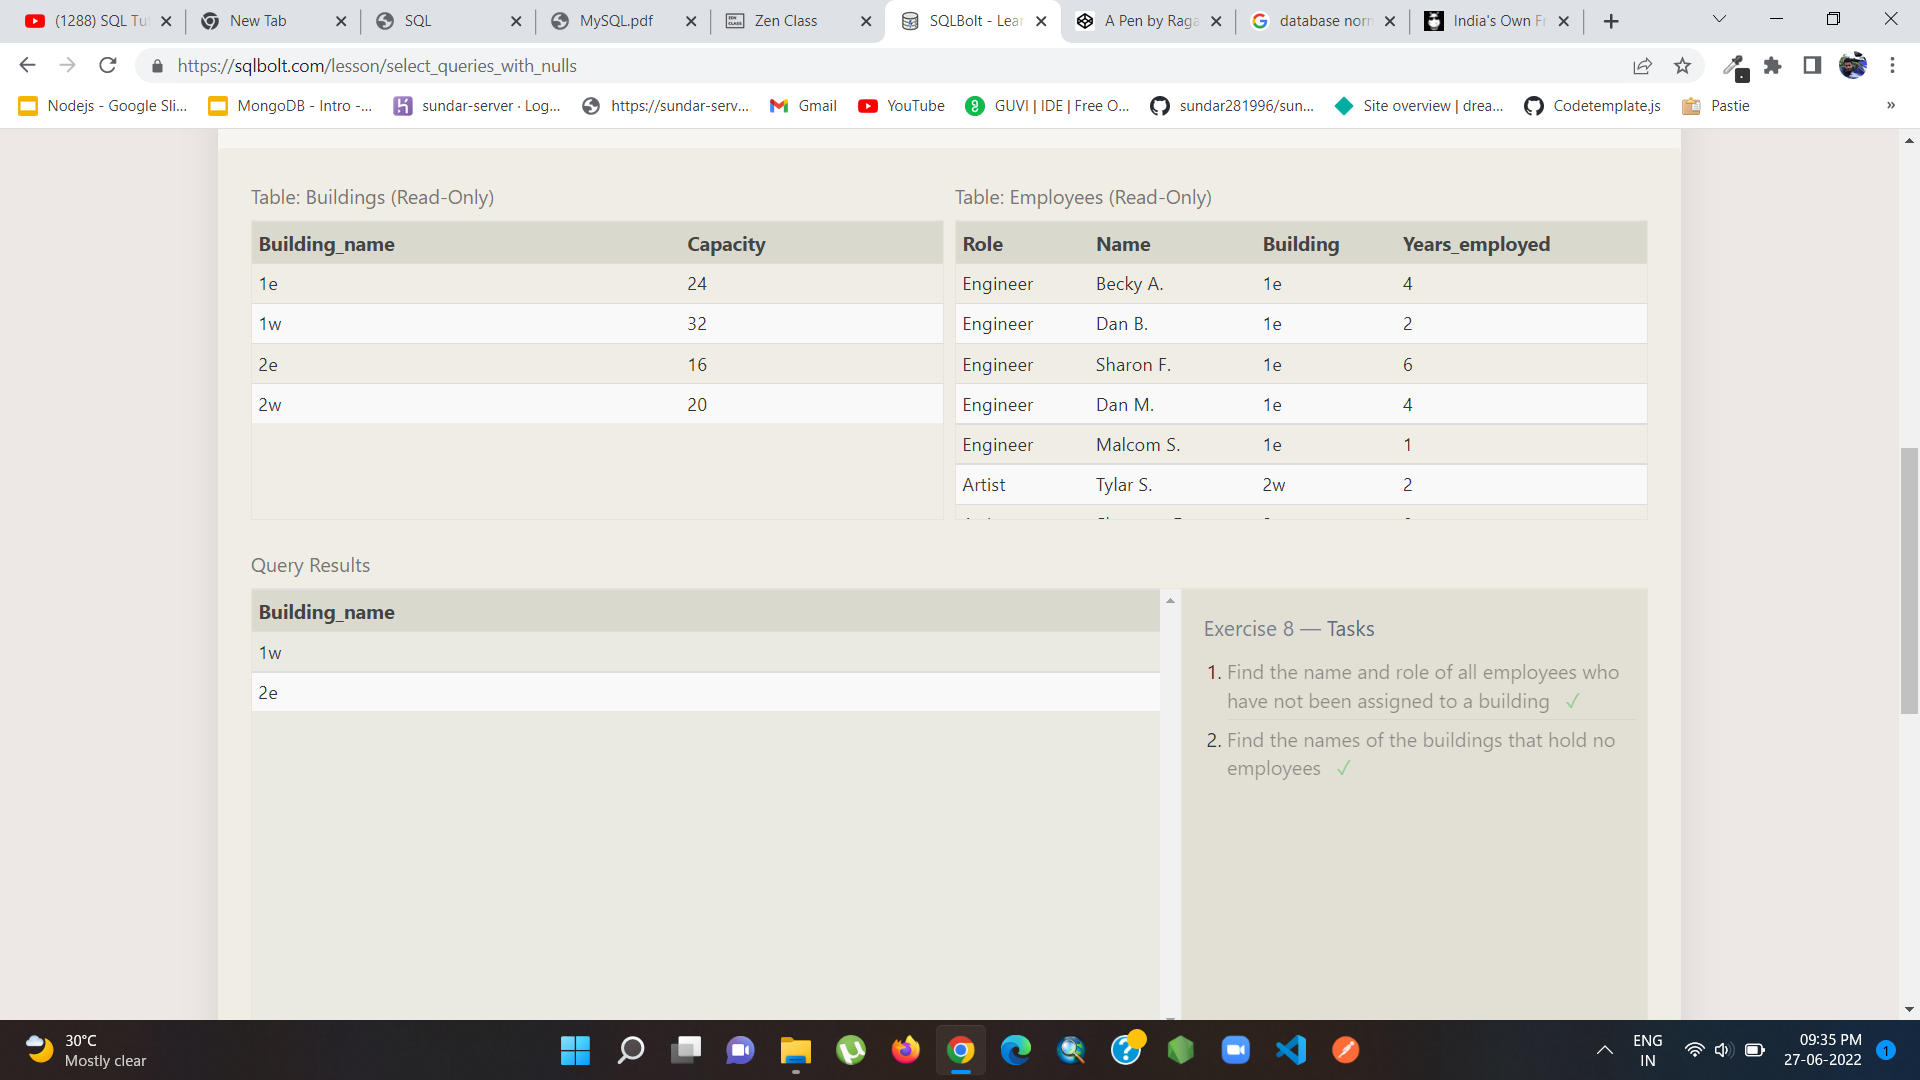 (1288) SQL Tut
New Tab
SQL
MySQL.pdf
Zen Class
SQLBolt - Lear
A Pen by Raga
database norm
India's Own Fr
https://sqlbolt.com/lesson/select_queries_with_nulls
Nodejs - Google Sli...
MongoDB - Intro -...
sundar-server · Log...
https://sundar-serv...
Gmail
YouTube
GUVI | IDE | Free O...
sundar281996/sun...
Site overview | drea...
Codetemplate.js
Pastie
»
Table: Buildings (Read-Only)
Building_name Capacity
1e 24
1w 32
2e 16
2w 20
Table: Employees (Read-Only)
Role Name Building Years_employed
Engineer Becky A. 1e 4
Engineer Dan B. 1e 2
Engineer Sharon F. 1e 6
Engineer Dan M. 1e 4
Engineer Malcom S. 1e 1
Artist Tylar S. 2w 2
Query Results
Building_name
1w
2e
Exercise 8 — Tasks
1. Find the name and role of all employees who
have not been assigned to a building ✓
2. Find the names of the buildings that hold no
employees ✓
30°C
Mostly clear
ENG
IN
09:35 PM
27-06-2022
1